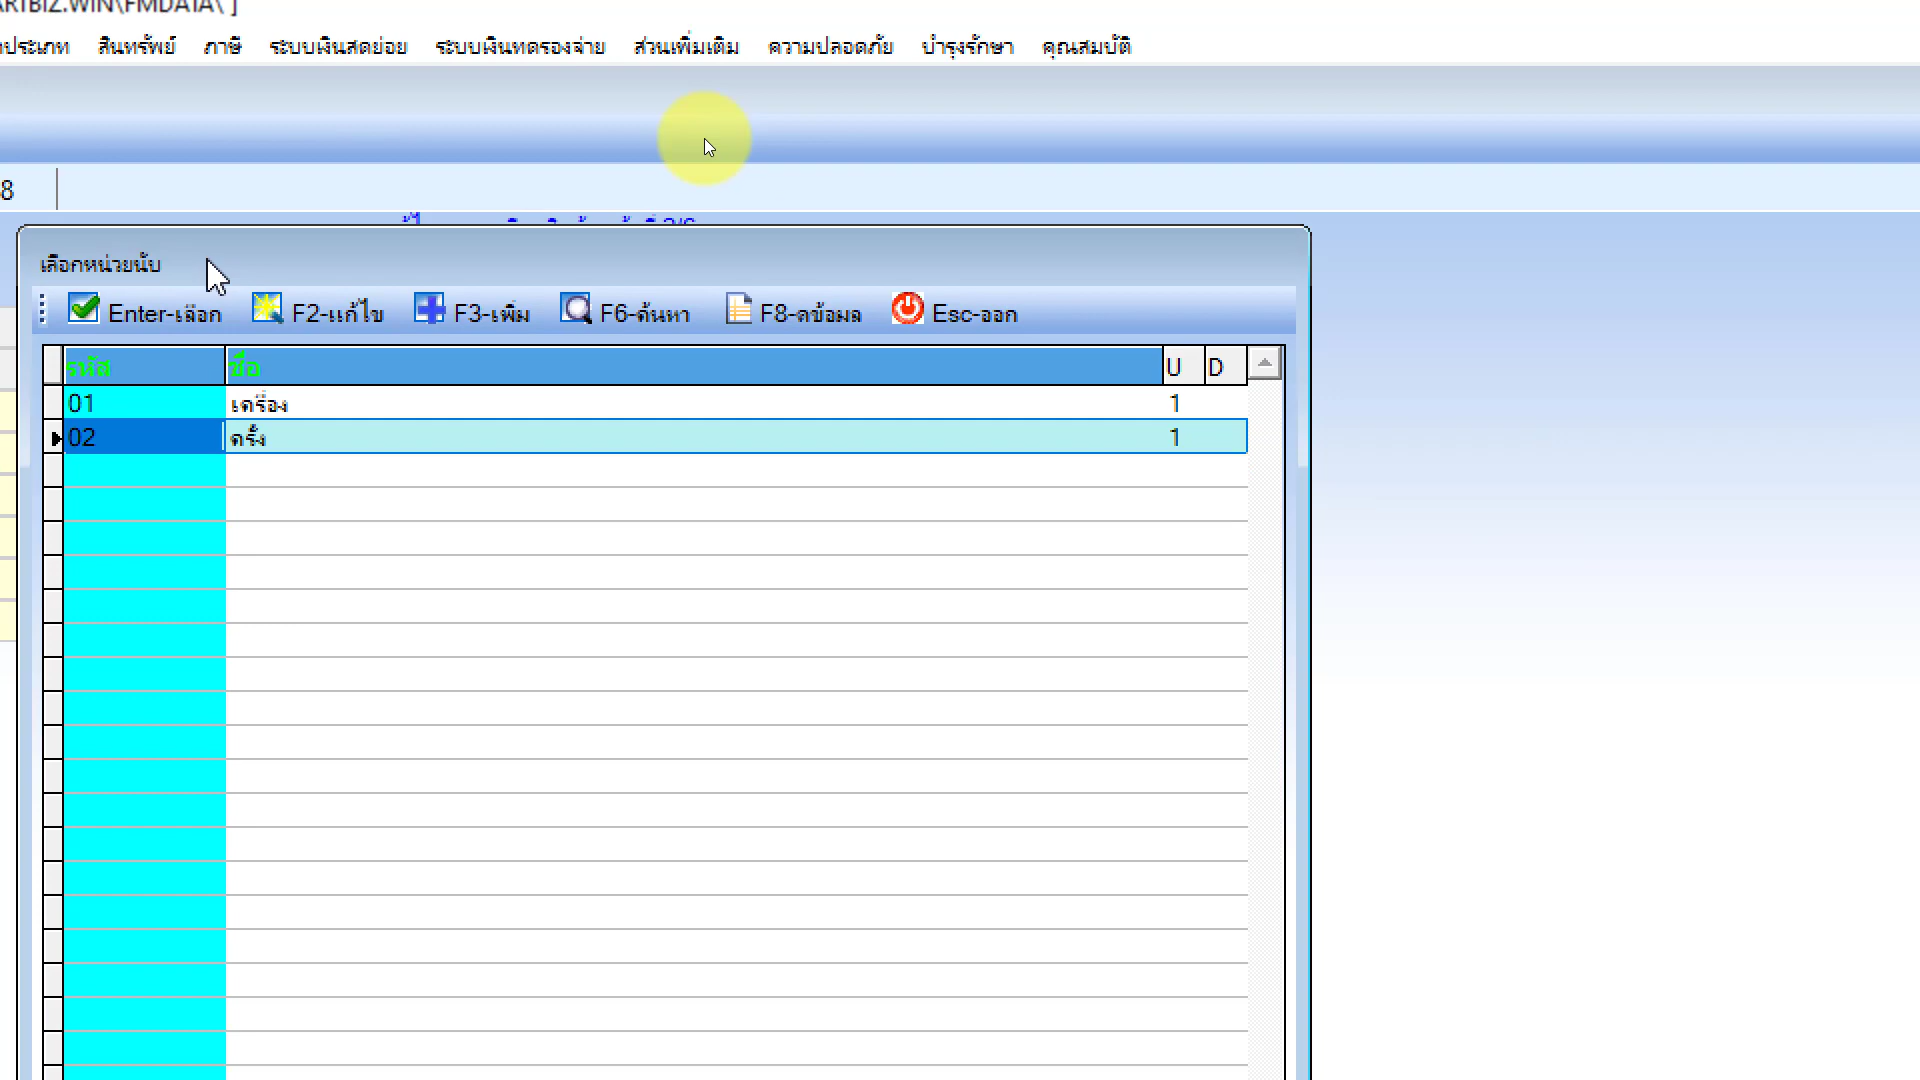 ARTBIZ.WIN\FMDATA\ ]
ประเภท สินทรัพย์ ภาษี ระบบเงินสดย่อย ระบบเงินทดรองจ่าย ส่วนเพิ่มเติม ความปลอดภัย บำรุงรักษา คุณสมบัติ
8
เลือกหน่วยนับ
Enter-เลือก F2-แก้ไข F3-เพิ่ม F6-ค้นหา F8-ดูข้อมูล Esc-ออก
รหัส ชื่อ U D
01 เครื่อง 1
02 ครั้ง 1